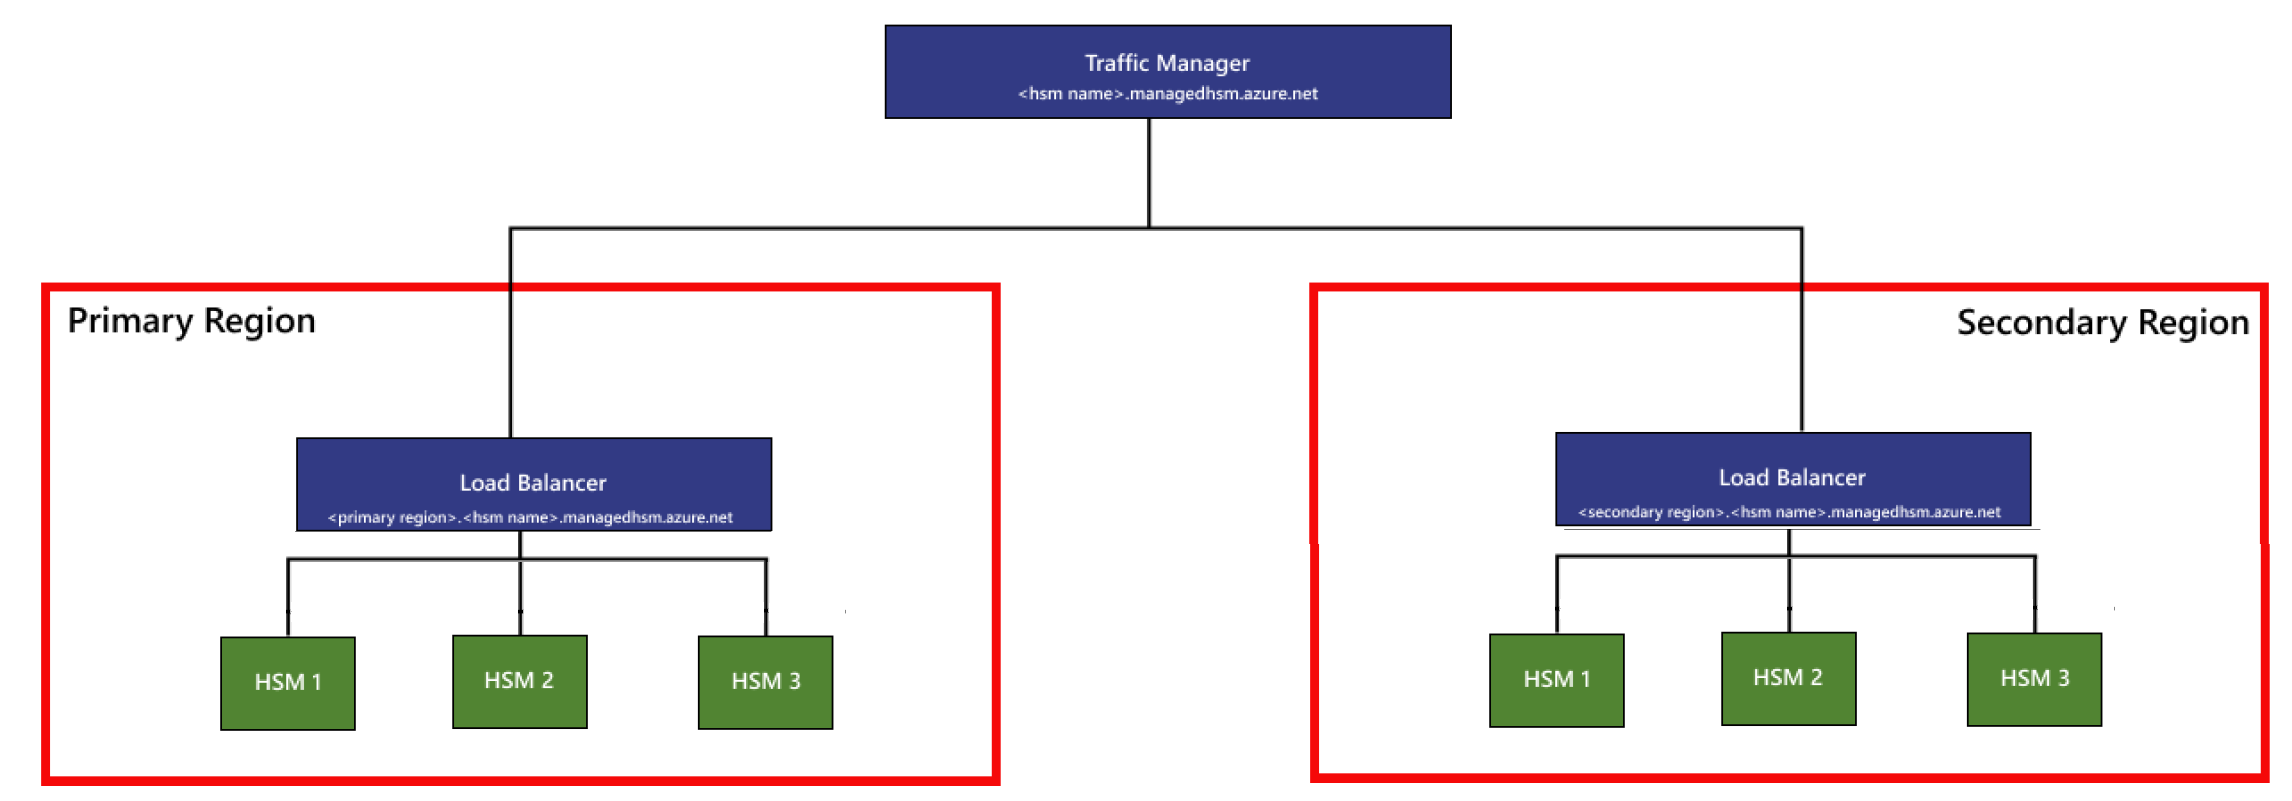 Traffic Manager
<hsm name>.managedhsm.azure.net
Primary Region
Load Balancer
<primary region>.<hsm name>.managedhsm.azure.net
HSM 1
HSM 2
HSM 3
Secondary Region
Load Balancer
<secondary region>.<hsm name>.managedhsm.azure.net
HSM 1
HSM 2
HSM 3